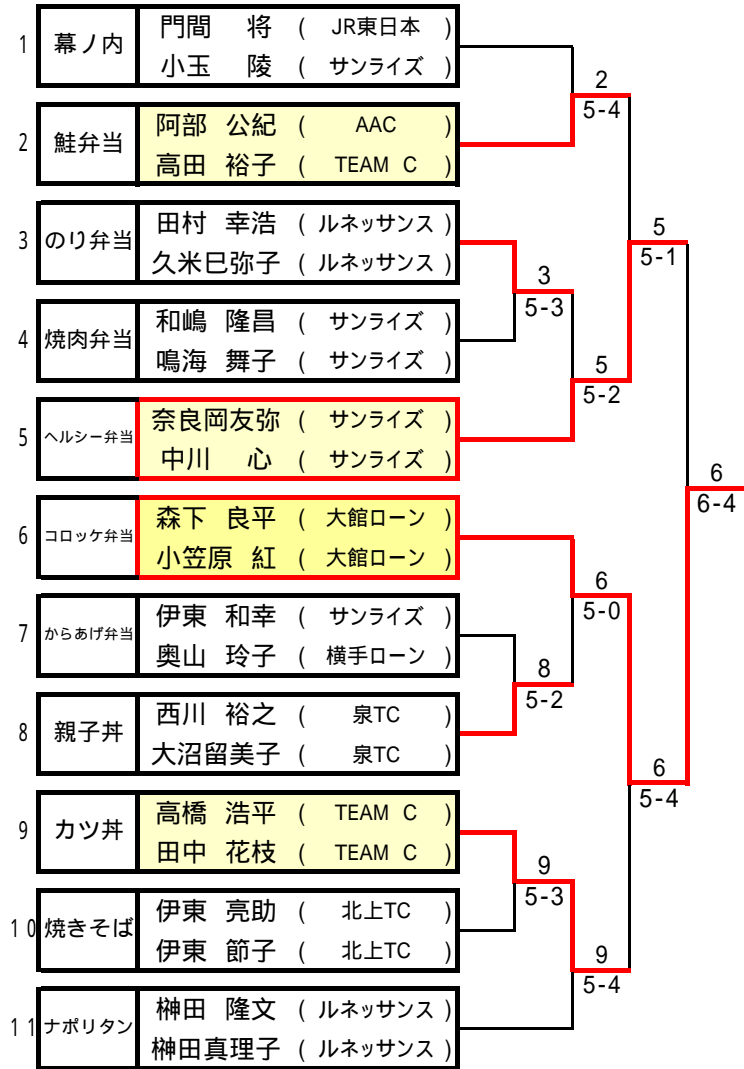 1 幕ノ内 門間 将 ( JR東日本 )
小玉 陵 ( サンライズ )
2
5-4
2 鮭弁当 阿部 公紀 ( AAC )
高田 裕子 ( TEAM C )
3 のり弁当 田村 幸浩 ( ルネッサンス )
久米巳弥子 ( ルネッサンス )
5
5-1
3
5-3
4 焼肉弁当 和嶋 隆昌 ( サンライズ )
鳴海 舞子 ( サンライズ )
5
5-2
5 ヘルシー弁当 奈良岡友弥 ( サンライズ )
中川 心 ( サンライズ )
6
6-4
6 コロッケ弁当 森下 良平 ( 大館ローン )
小笠原 紅 ( 大館ローン )
6
5-0
7 からあげ弁当 伊東 和幸 ( サンライズ )
奥山 玲子 ( 横手ローン )
8
5-2
8 親子丼 西川 裕之 ( 泉TC )
大沼留美子 ( 泉TC )
6
5-4
9 カツ丼 高橋 浩平 ( TEAM C )
田中 花枝 ( TEAM C )
9
5-3
10 焼きそば 伊東 亮助 ( 北上TC )
伊東 節子 ( 北上TC )
9
5-4
11 ナポリタン 榊田 隆文 ( ルネッサンス )
榊田真理子 ( ルネッサンス )